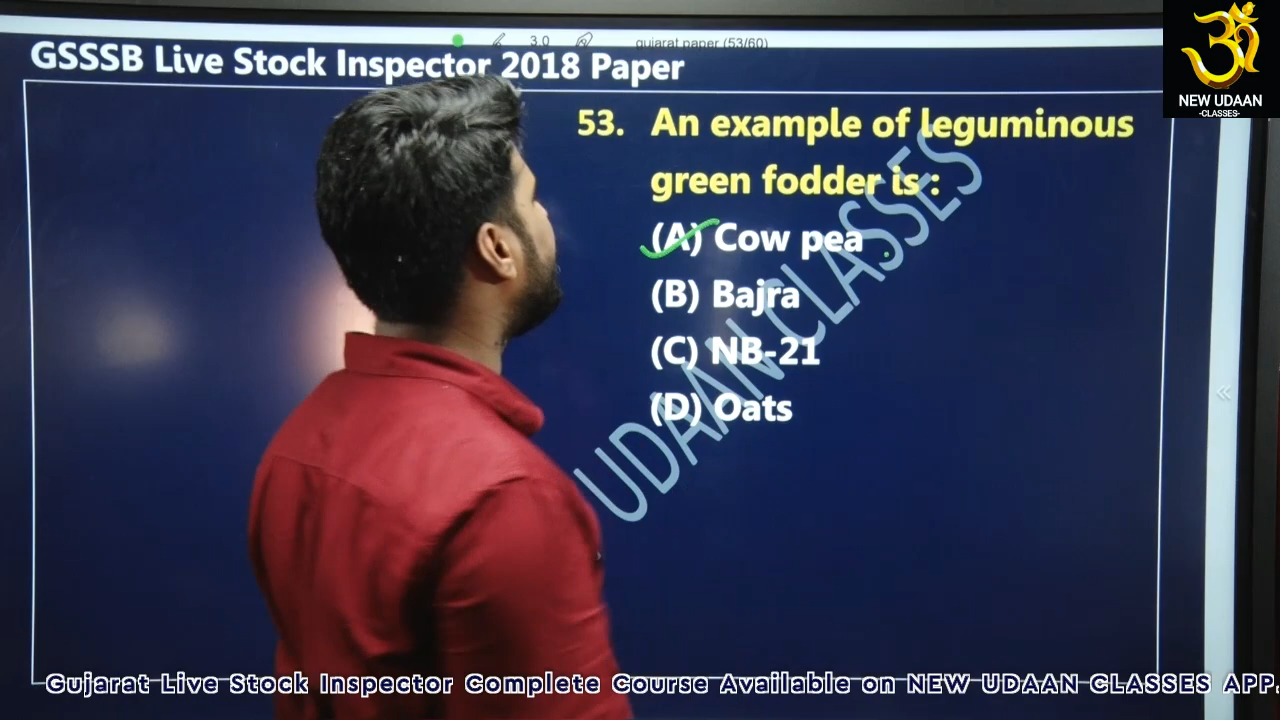 3.0 gujarat paper (53/60)
GSSSB Live Stock Inspector 2018 Paper
NEW UDAAN
-CLASSES-
53. An example of leguminous
green fodder is :
(A) Cow pea
(B) Bajra
(C) NB-21
(D) Oats
UDAAN CLASSES
Gujarat Live Stock Inspector Complete Course Available on NEW UDAAN CLASSES APP.